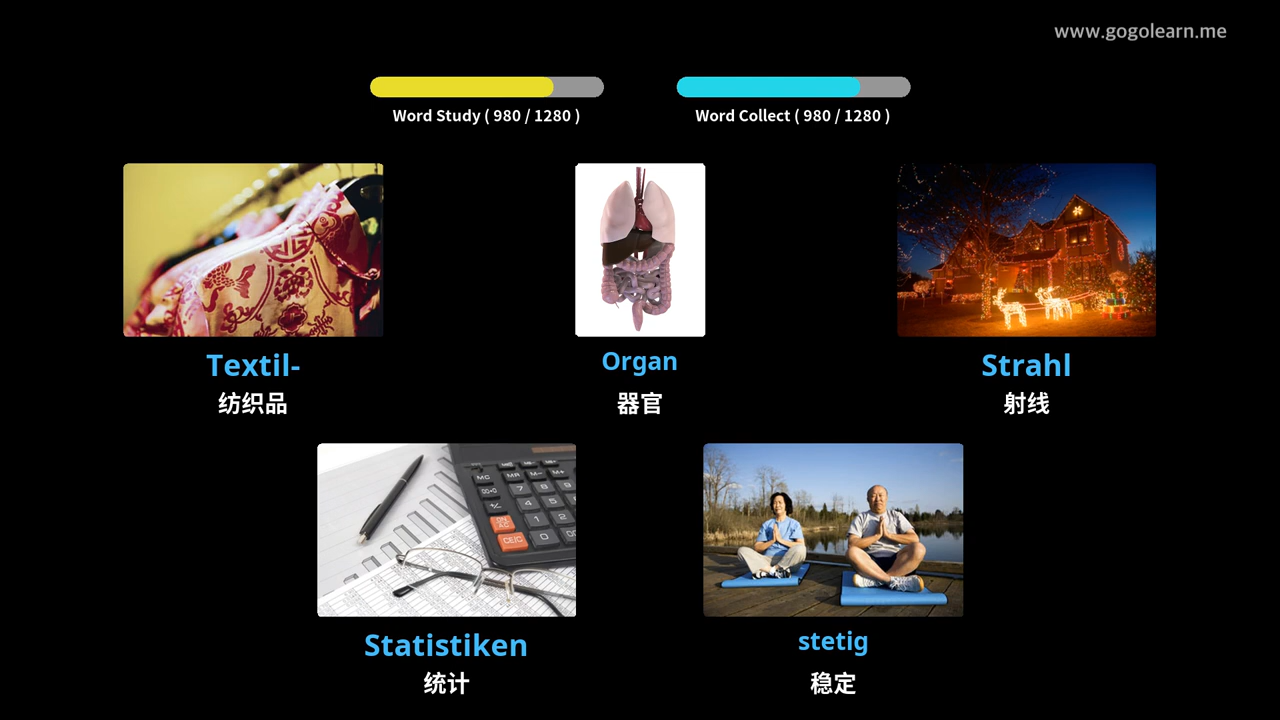 www.gogolearn.me
Word Study ( 980 / 1280 )
Word Collect ( 980 / 1280 )
Textil-
纺织品
Organ
器官
Strahl
射线
Statistiken
统计
stetig
稳定